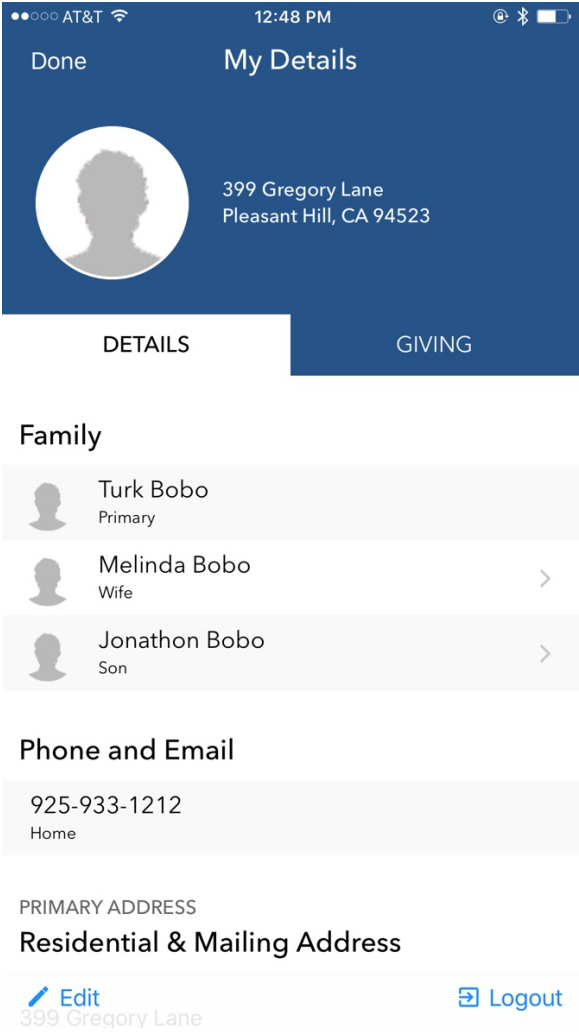 AT&T 12:48 PM
Done My Details
399 Gregory Lane
Pleasant Hill, CA 94523
DETAILS GIVING
Family
Turk Bobo
Primary
Melinda Bobo
Wife
Jonathon Bobo
Son
Phone and Email
925-933-1212
Home
PRIMARY ADDRESS
Residential & Mailing Address
Edit Logout
399 Gregory Lane